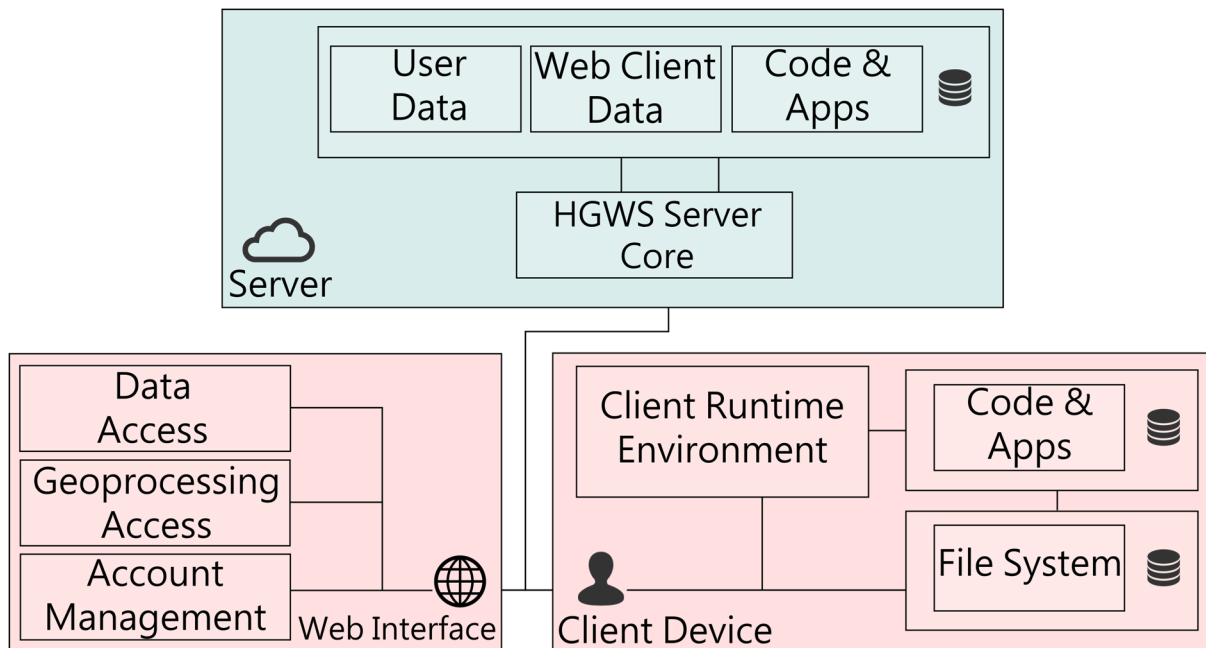 User
Data
Web Client
Data
Code &
Apps
HGWS Server
Core
Server
Data
Access
Geoprocessing
Access
Account
Management
Web Interface
Client Runtime
Environment
Code &
Apps
File System
Client Device